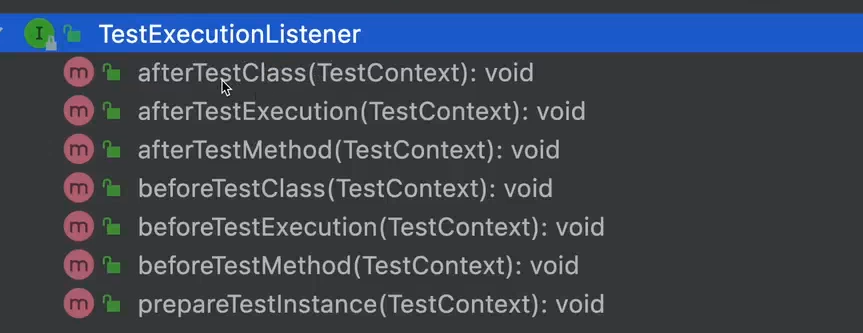 I TestExecutionListener
m afterTestClass(TestContext): void
m afterTestExecution(TestContext): void
m afterTestMethod(TestContext): void
m beforeTestClass(TestContext): void
m beforeTestExecution(TestContext): void
m beforeTestMethod(TestContext): void
m prepareTestInstance(TestContext): void